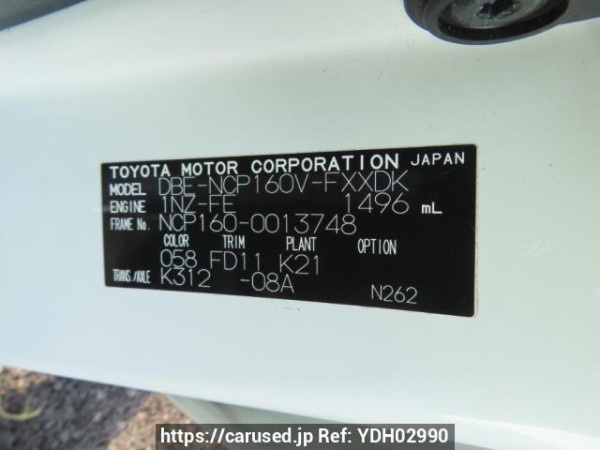 TOYOTA MOTOR CORPORATION JAPAN
MODEL DBE-NCP160V-FXXDK
ENGINE 1NZ-FE 1496 mL
FRAME No. NCP160-0013748
COLOR TRIM PLANT OPTION
058 FD11 K21
TRANS./AXLE K312 -08A
N262
https://carused.jp Ref: YDH02990